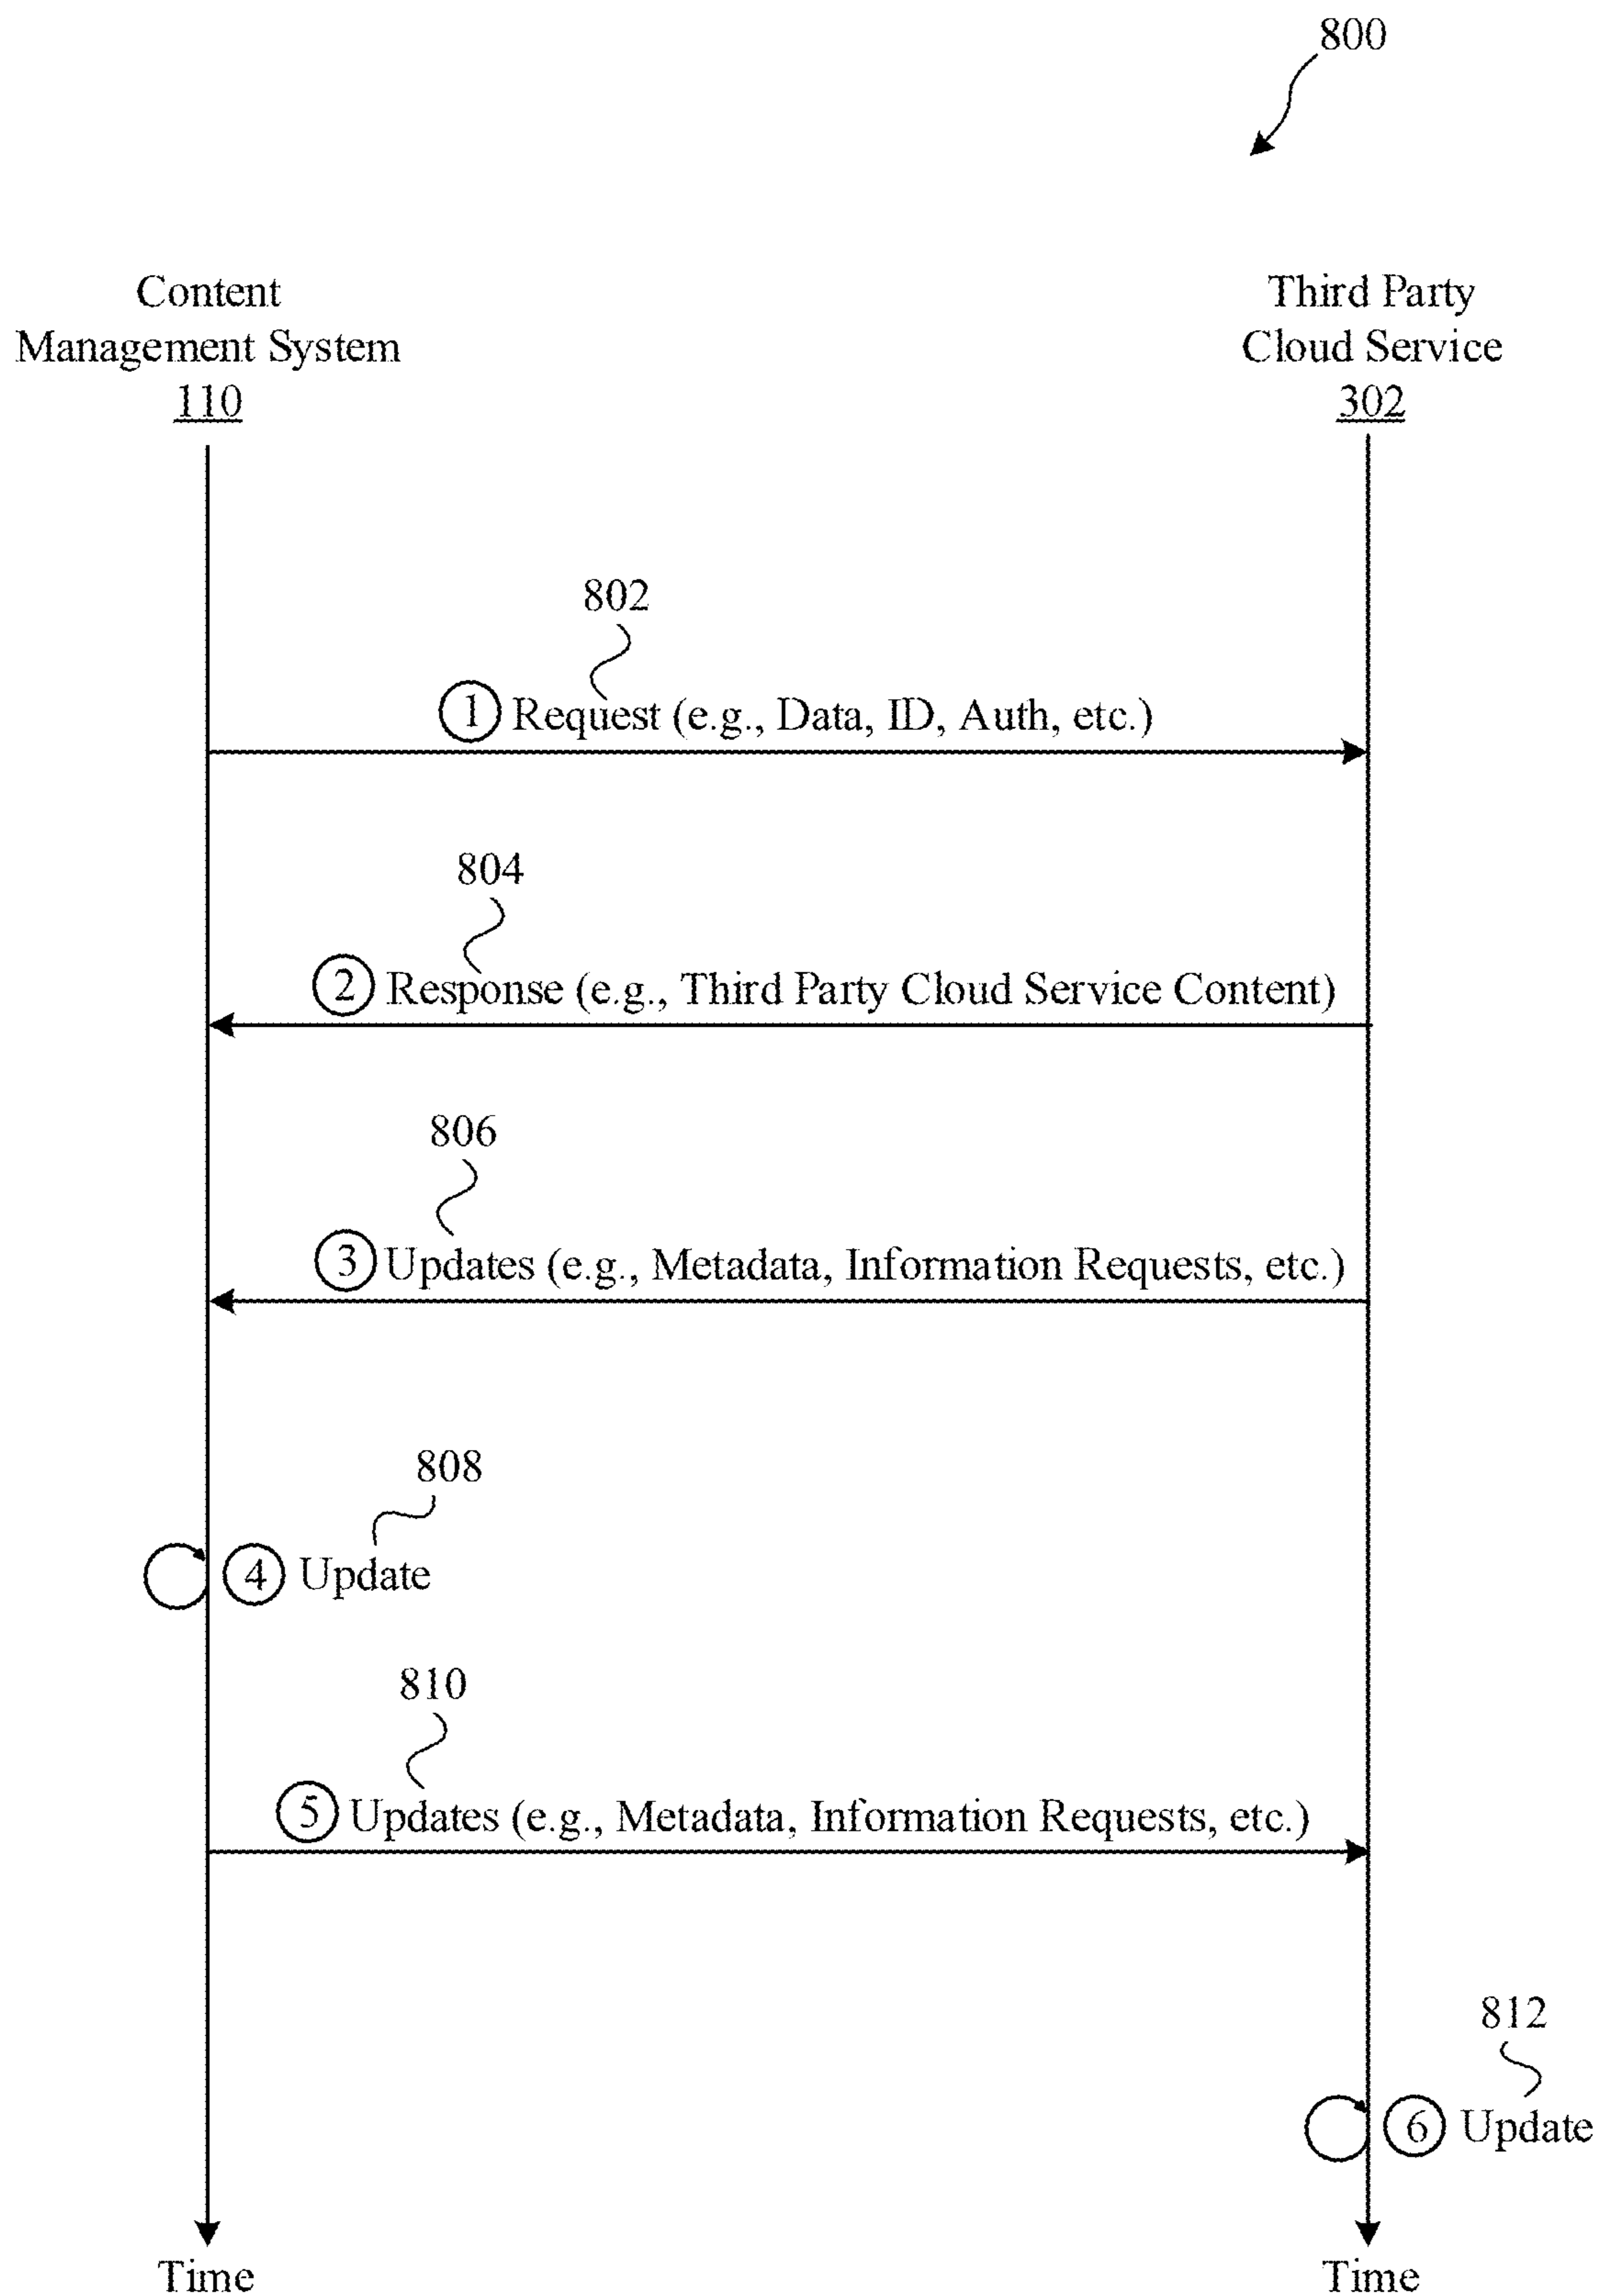 800
Content
Management System
110
Third Party
Cloud Service
302
802
1 Request (e.g., Data, ID, Auth, etc.)
804
2 Response (e.g., Third Party Cloud Service Content)
806
3 Updates (e.g., Metadata, Information Requests, etc.)
808
4 Update
810
5 Updates (e.g., Metadata, Information Requests, etc.)
812
6 Update
Time
Time